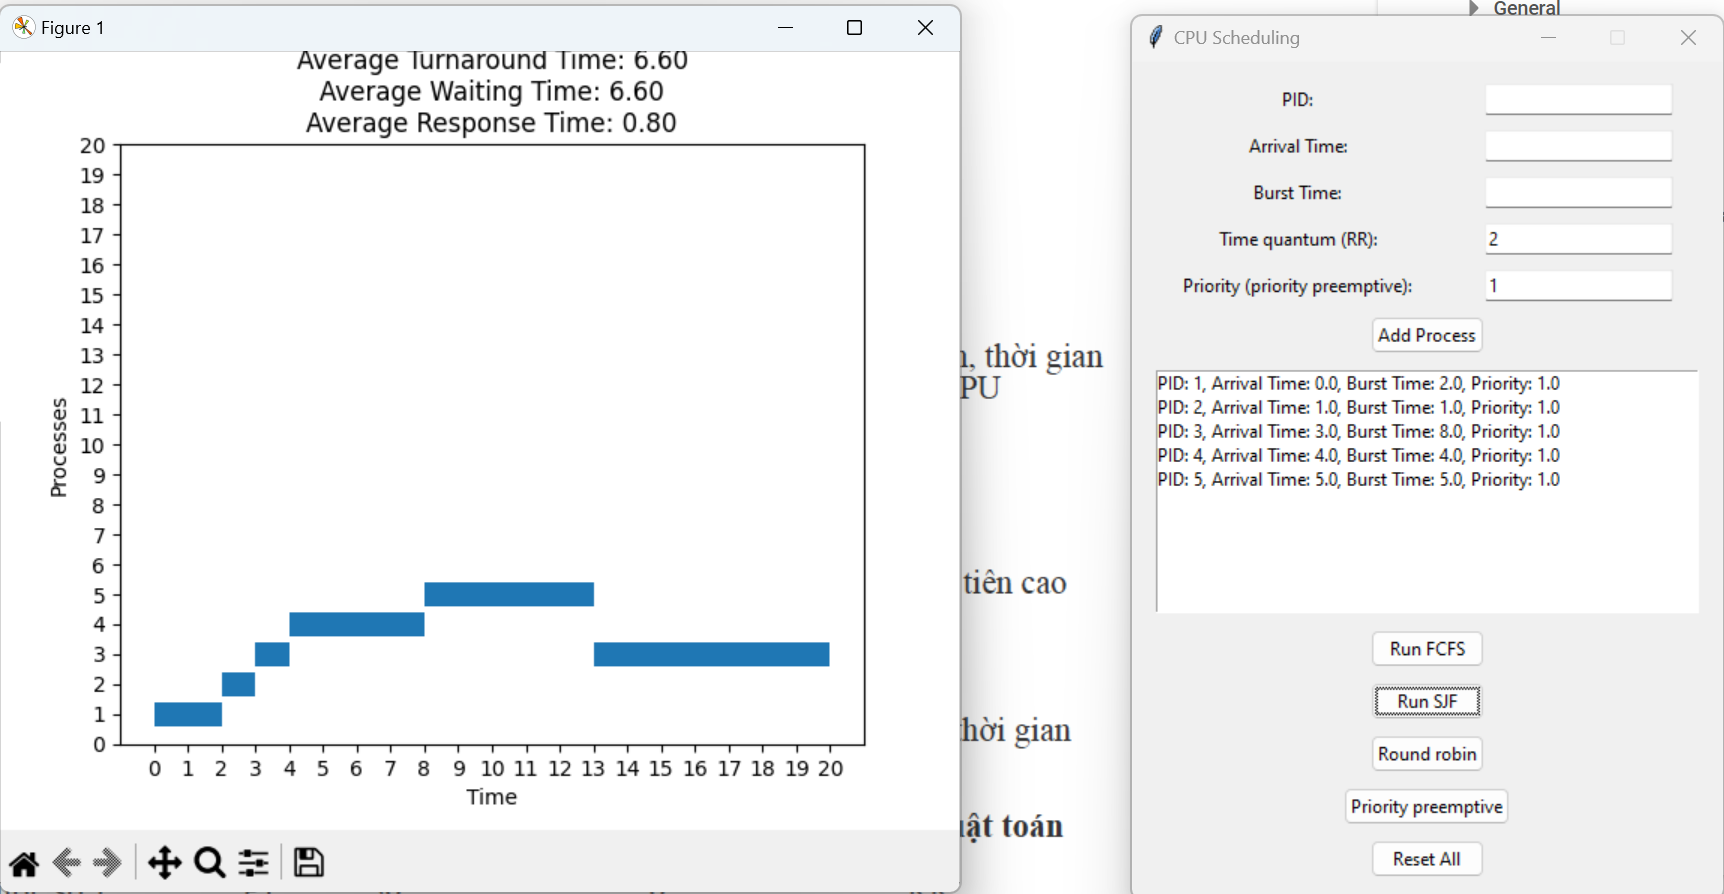 Figure 1
Average Turnaround Time: 6.60
Average Waiting Time: 6.60
Average Response Time: 0.80
20
19
18
17
16
15
14
13
12
11
10
9
8
7
6
5
4
3
2
1
0
Processes
0 1 2 3 4 5 6 7 8 9 10 11 12 13 14 15 16 17 18 19 20
Time
thời gian
PU
tiên cao
thời gian
toán
General
CPU Scheduling
PID:
Arrival Time:
Burst Time:
Time quantum (RR): 2
Priority (priority preemptive): 1
Add Process
PID: 1, Arrival Time: 0.0, Burst Time: 2.0, Priority: 1.0
PID: 2, Arrival Time: 1.0, Burst Time: 1.0, Priority: 1.0
PID: 3, Arrival Time: 3.0, Burst Time: 8.0, Priority: 1.0
PID: 4, Arrival Time: 4.0, Burst Time: 4.0, Priority: 1.0
PID: 5, Arrival Time: 5.0, Burst Time: 5.0, Priority: 1.0
Run FCFS
Run SJF
Round robin
Priority preemptive
Reset All